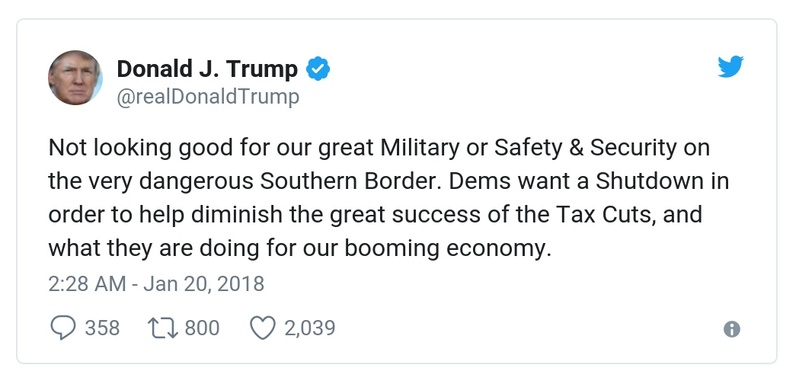 Donald J. Trump
@realDonaldTrump
Not looking good for our great Military or Safety & Security on
the very dangerous Southern Border. Dems want a Shutdown in
order to help diminish the great success of the Tax Cuts, and
what they are doing for our booming economy.
2:28 AM - Jan 20, 2018
358 800 2,039